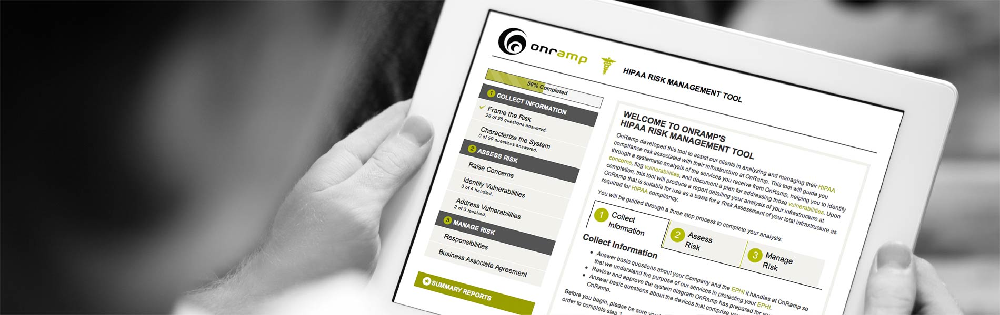 onramp
HIPAA RISK MANAGEMENT TOOL
50% Completed
1 COLLECT INFORMATION
Frame the Risk
28 of 28 questions answered.
Characterize the System
0 of 59 questions answered.
2 ASSESS RISK
Raise Concerns
Identify Vulnerabilities
3 of 4 handled.
Address Vulnerabilities
2 of 3 resolved.
3 MANAGE RISK
Responsibilities
Business Associate Agreement
SUMMARY REPORTS
WELCOME TO ONRAMP'S
HIPAA RISK MANAGEMENT TOOL
OnRamp developed this tool to assist our clients in analyzing and managing their HIPAA
compliance risk associated with their infrastructure at OnRamp. This tool will guide you
through a systematic analysis of the services you receive from OnRamp, helping you to identify
concerns, flag vulnerabilities, and document a plan for addressing those vulnerabilities. Upon
completion, this tool will produce a report detailing your analysis of your infrastructure at
OnRamp that is suitable for use as a basis for a Risk Assessment of your total infrastructure as
required for HIPAA compliancy.
You will be guided through a three step process to complete your analysis:
1 Collect
Information
2 Assess
Risk
3 Manage
Risk
Collect Information
• Answer basic questions about your Company and the EPHI it handles at OnRamp so
that we understand the purpose of our services in protecting your EPHI.
• Review and approve the system diagram OnRamp has prepared for
• Answer basic questions about the devices that comprise
OnRamp.
Before you begin, please be sure you
order to complete step 1